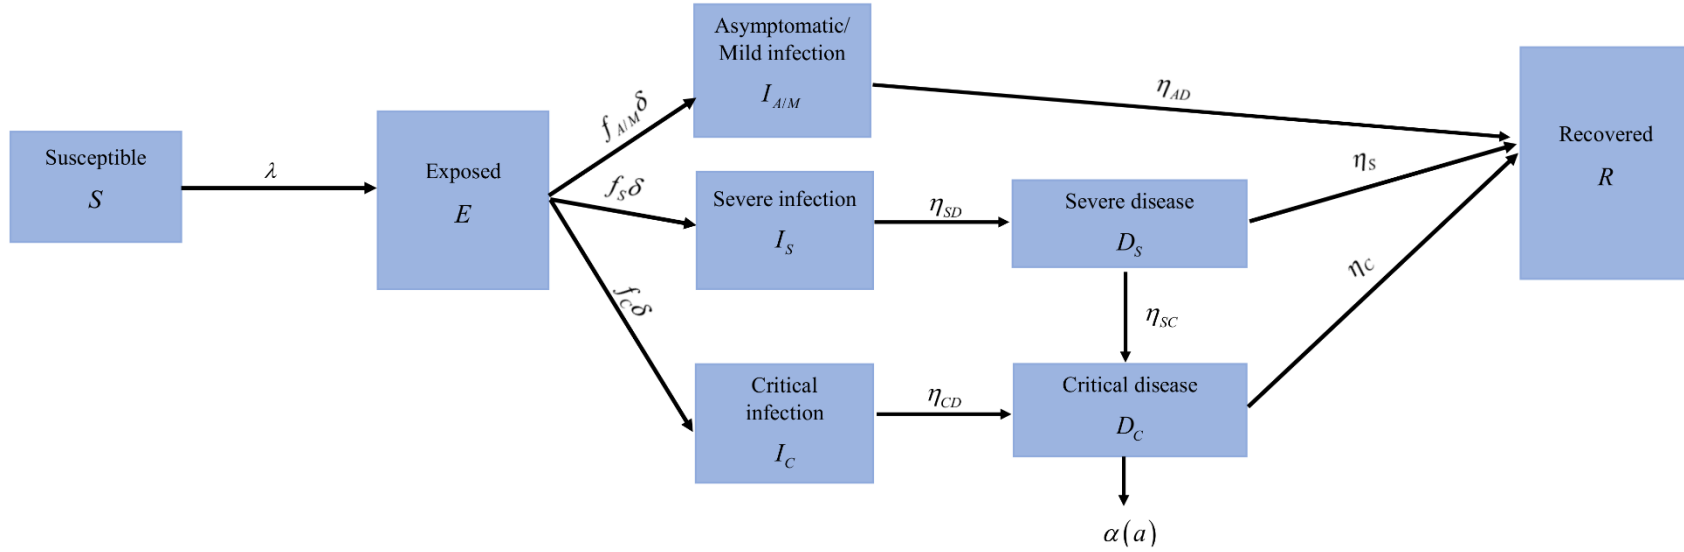 Susceptible
S
λ
Exposed
E
f_{A/M}δ
f_Sδ
f_Cδ
Asymptomatic/
Mild infection
I_{A/M}
Severe infection
I_S
Critical
infection
I_C
η_{AD}
η_{SD}
η_{CD}
Severe disease
D_S
η_{SC}
Critical disease
D_C
α(a)
η_S
η_C
Recovered
R